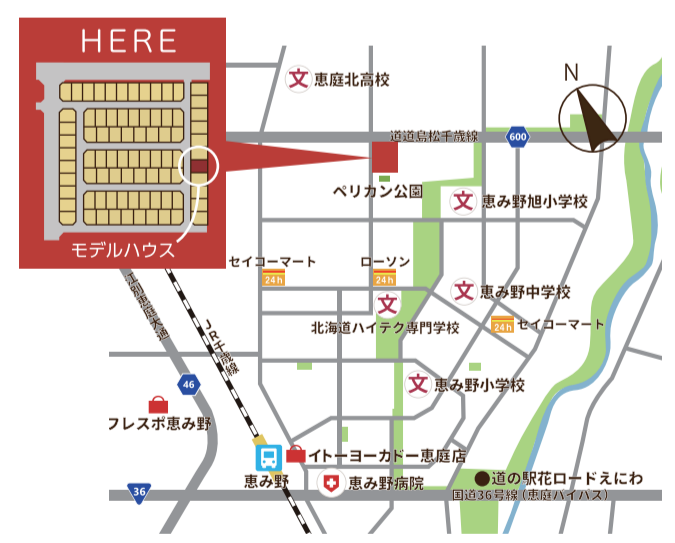 HERE
モデルハウス
N
恵庭北高校
道道島松千歳線
600
ペリカン公園
恵み野旭小学校
セイコーマート
24h
ローソン
24h
恵み野中学校
北海道ハイテク専門学校
24h
セイコーマート
江別恵庭大通
JR千歳線
恵み野小学校
46
フレスポ恵み野
イトーヨーカドー恵庭店
恵み野
恵み野病院
道の駅花ロードえにわ
国道36号線(恵庭バイパス)
36
文
文
文
文
文